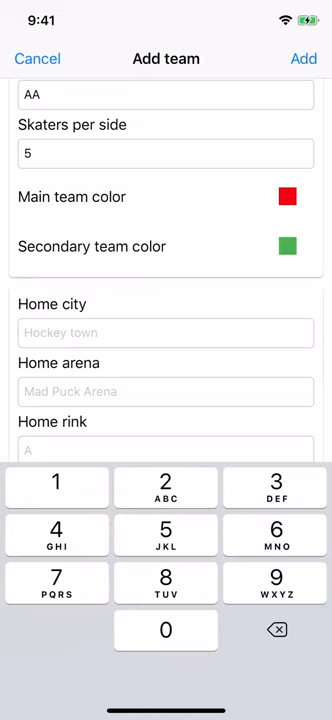 9:41
Cancel Add team Add
AA
Skaters per side
5
Main team color
Secondary team color
Home city
Hockey town
Home arena
Mad Puck Arena
Home rink
A
1 2 3
ABC DEF
4 5 6
GHI JKL MNO
7 8 9
PQRS TUV WXYZ
0